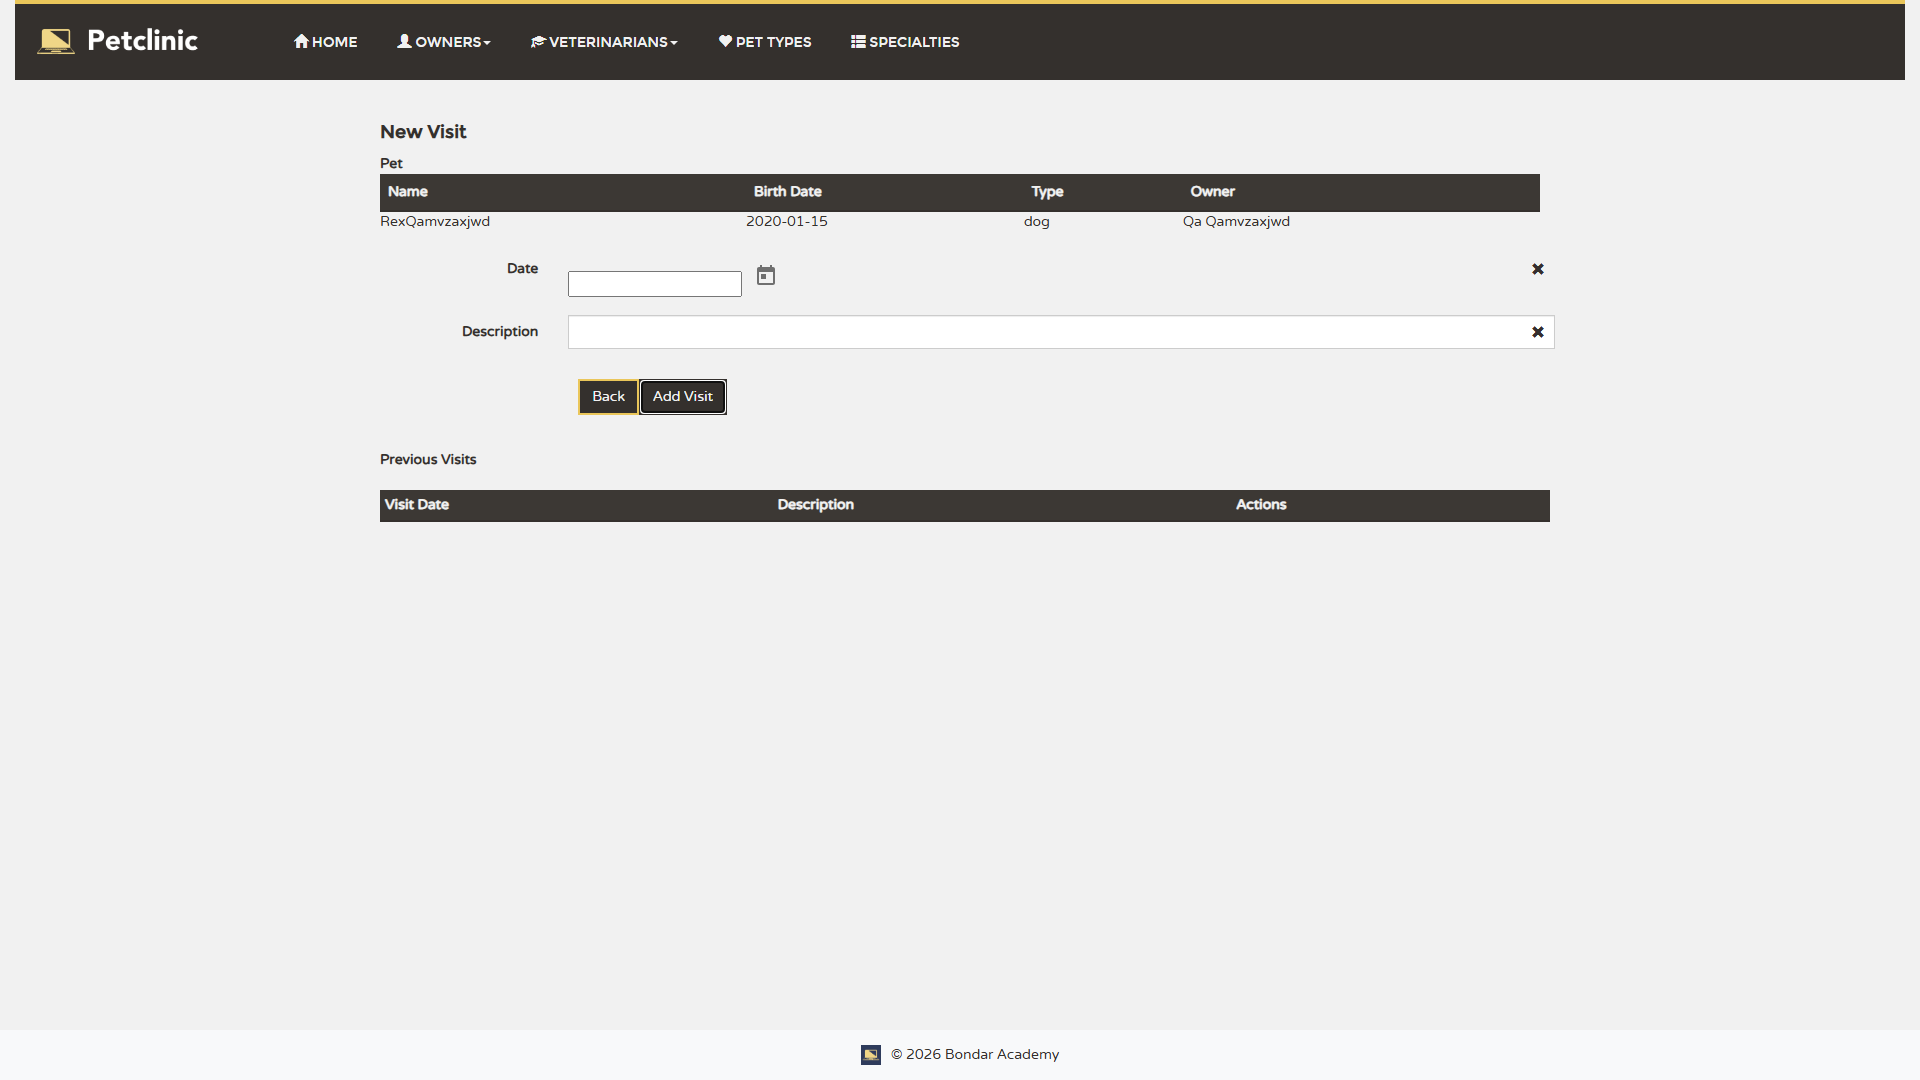 Petclinic
HOME OWNERS VETERINARIANS PET TYPES SPECIALTIES
New Visit
Pet
Name Birth Date Type Owner
RexQamvzaxjwd 2020-01-15 dog Qa Qamvzaxjwd
Date
Description
Back Add Visit
Previous Visits
Visit Date Description Actions
© 2026 Bondar Academy